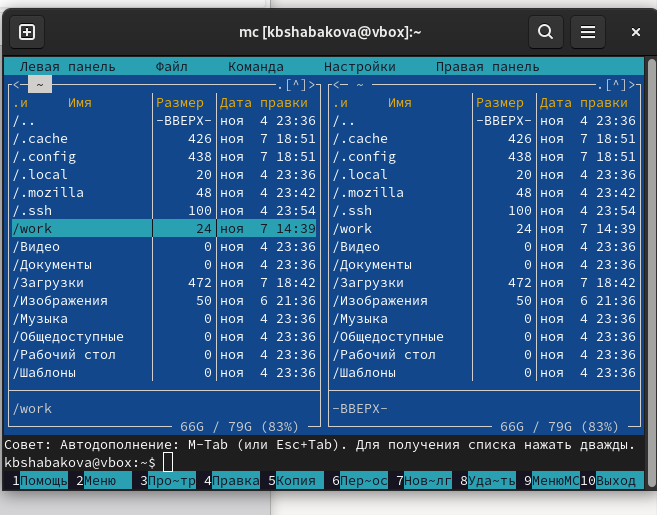 mc [kbshabakova@vbox]:~
Левая панель Файл Команда Настройки Правая панель
<— ~ .[^]> <— ~ .[^]>
.и Имя Размер Дата правки .и Имя Размер Дата правки
/.. -ВВЕРХ- ноя 4 23:36 /.. -ВВЕРХ- ноя 4 23:36
/.cache 426 ноя 7 18:51 /.cache 426 ноя 7 18:51
/.config 438 ноя 7 18:51 /.config 438 ноя 7 18:51
/.local 20 ноя 4 23:36 /.local 20 ноя 4 23:36
/.mozilla 48 ноя 4 23:42 /.mozilla 48 ноя 4 23:42
/.ssh 100 ноя 4 23:54 /.ssh 100 ноя 4 23:54
/work 24 ноя 7 14:39 /work 24 ноя 7 14:39
/Видео 0 ноя 4 23:36 /Видео 0 ноя 4 23:36
/Документы 0 ноя 4 23:36 /Документы 0 ноя 4 23:36
/Загрузки 472 ноя 7 18:42 /Загрузки 472 ноя 7 18:42
/Изображения 50 ноя 6 21:36 /Изображения 50 ноя 6 21:36
/Музыка 0 ноя 4 23:36 /Музыка 0 ноя 4 23:36
/Общедоступные 0 ноя 4 23:36 /Общедоступные 0 ноя 4 23:36
/Рабочий стол 0 ноя 4 23:36 /Рабочий стол 0 ноя 4 23:36
/Шаблоны 0 ноя 4 23:36 /Шаблоны 0 ноя 4 23:36
/work -ВВЕРХ-
66G / 79G (83%) 66G / 79G (83%)
Совет: Автодополнение: M-Tab (или Esc+Tab). Для получения списка нажать дважды.
kbshabakova@vbox:~$
1Помощь 2Меню 3Про~тр 4Правка 5Копия 6Пер~ос 7Нов~лг 8Уда~ть 9МенюMC 10Выход